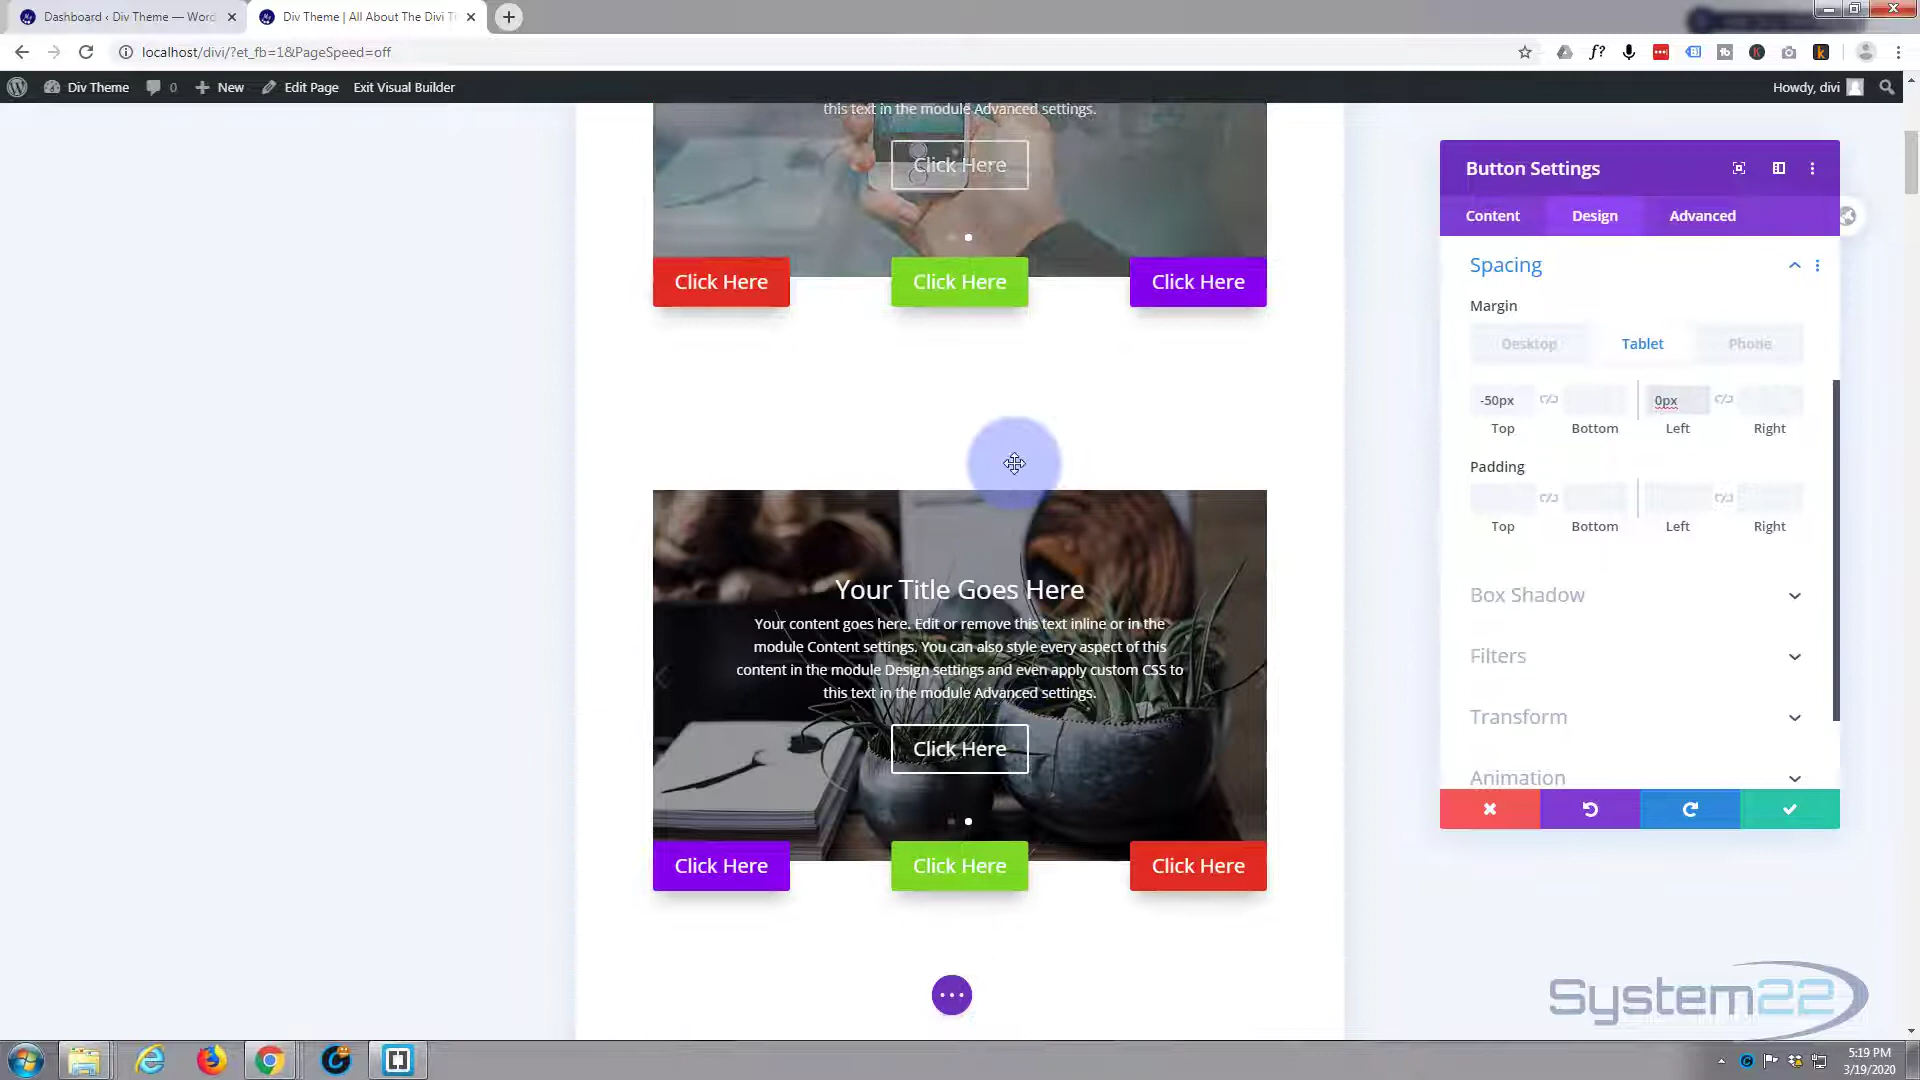 Dashboard ‹ Div Theme — Word
Div Theme | All About The Divi T
localhost/divi/?et_fb=1&PageSpeed=off
Div Theme
0
New
Edit Page
Exit Visual Builder
Howdy, divi
this text in the module Advanced settings.
Click Here
Click Here
Click Here
Click Here
Your Title Goes Here
Your content goes here. Edit or remove this text inline or in the
module Content settings. You can also style every aspect of this
content in the module Design settings and even apply custom CSS to
this text in the module Advanced settings.
Click Here
Click Here
Click Here
Click Here
Button Settings
Content
Design
Advanced
Spacing
Margin
Desktop
Tablet
Phone
-50px
0px
Top
Bottom
Left
Right
Padding
Top
Bottom
Left
Right
Box Shadow
Filters
Transform
Animation
System22
5:19 PM
3/19/2020